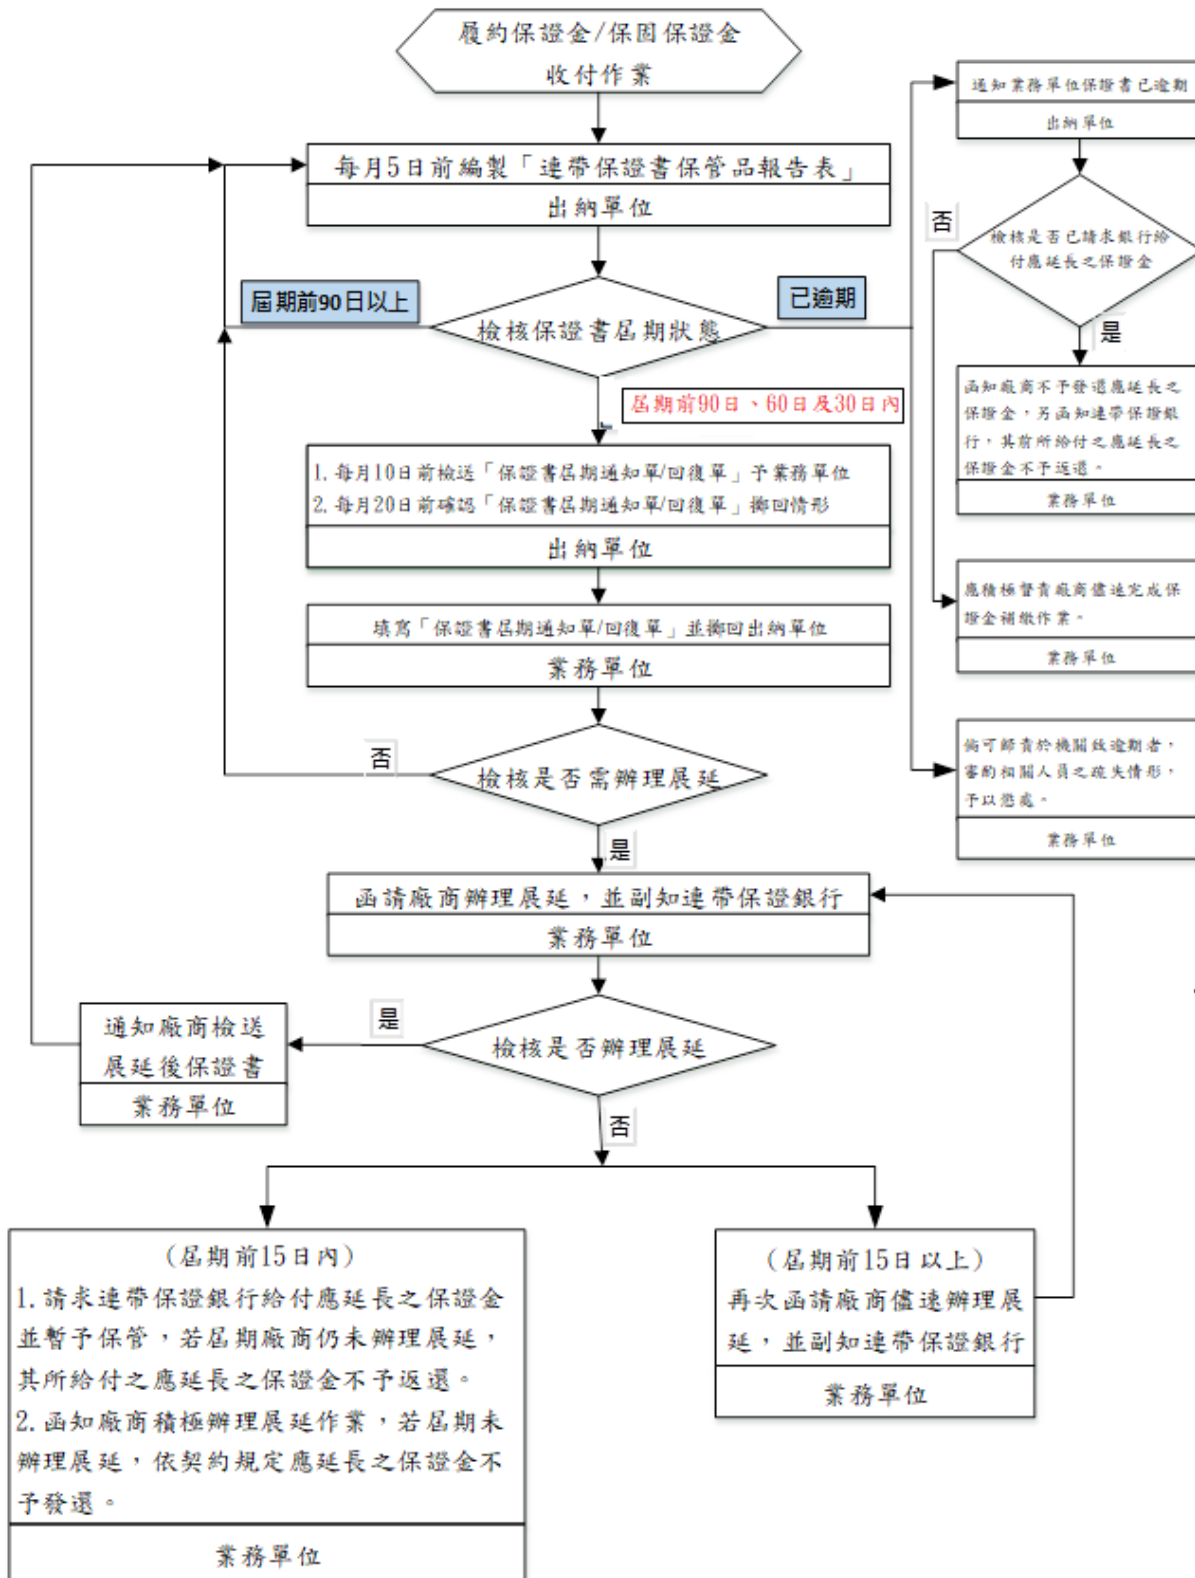 履約保證金/保固保證金
收付作業
每月5日前編製「連帶保證書保管品報告表」
出納單位
屆期前90日以上
已逾期
檢核保證書屆期狀態
屆期前90日、60日及30日內
1.每月10日前檢送「保證書屆期通知單/回復單」予業務單位
2.每月20日前確認「保證書屆期通知單/回復單」擲回情形
出納單位
填寫「保證書屆期通知單/回復單」並擲回出納單位
業務單位
否
檢核是否需辦理展延
是
函請廠商辦理展延，並副知連帶保證銀行
業務單位
是
檢核是否辦理展延
否
通知廠商檢送
展延後保證書
業務單位
(屆期前15日內)
1.請求連帶保證銀行給付應延長之保證金
並暫予保管，若屆期廠商仍未辦理展延，
其所給付之應延長之保證金不予返還。
2.函知廠商積極辦理展延作業，若屆期未
辦理展延，依契約規定應延長之保證金不
予發還。
業務單位
(屆期前15日以上)
再次函請廠商儘速辦理展
延，並副知連帶保證銀行
業務單位
通知業務單位保證書已逾期
出納單位
否
檢核是否已請求銀行給
付應延長之保證金
是
函知廠商不予發還應延長之
保證金，另函知連帶保證銀
行，其前所給付之應延長之
保證金不予返還。
業務單位
應積極督責廠商儘速完成保
證金補繳作業。
業務單位
倘可歸責於機關致逾期者，
審酌相關人員之疏失情形，
予以懲處。
業務單位